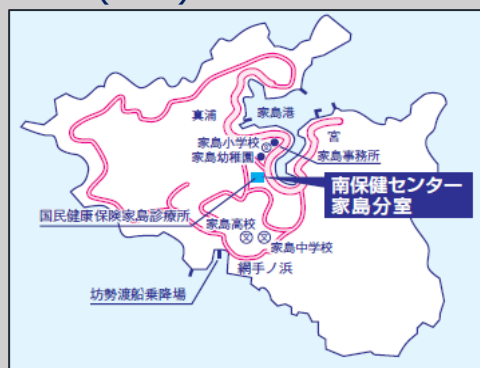 真浦
家島港
宮
家島小学校
家島幼稚園
家島事務所
南保健センター
家島分室
国民健康保険家島診療所
家島高校
家島中学校
網手ノ浜
坊勢渡船乗降場